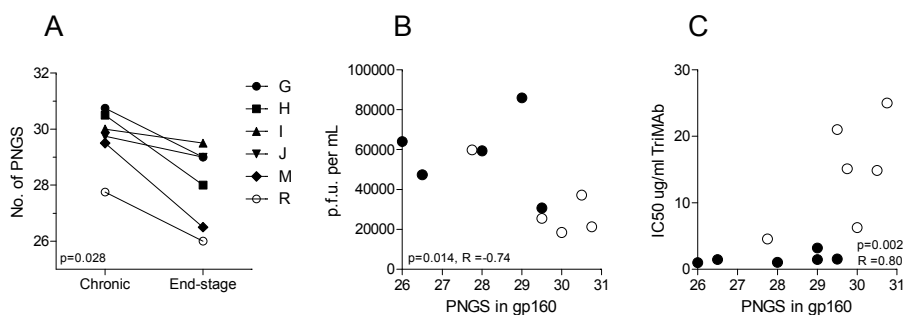 A
No. of PNGS
32
30
28
26
p=0.028
Chronic
End-stage
G
H
I
J
M
R
B
p.f.u. per mL
100000
80000
60000
40000
20000
0
p=0.014, R =-0.74
26 27 28 29 30 31
PNGS in gp160
C
IC50 ug/ml TriMAb
30
20
10
0
p=0.002
R =0.80
26 27 28 29 30 31
PNGS in gp160